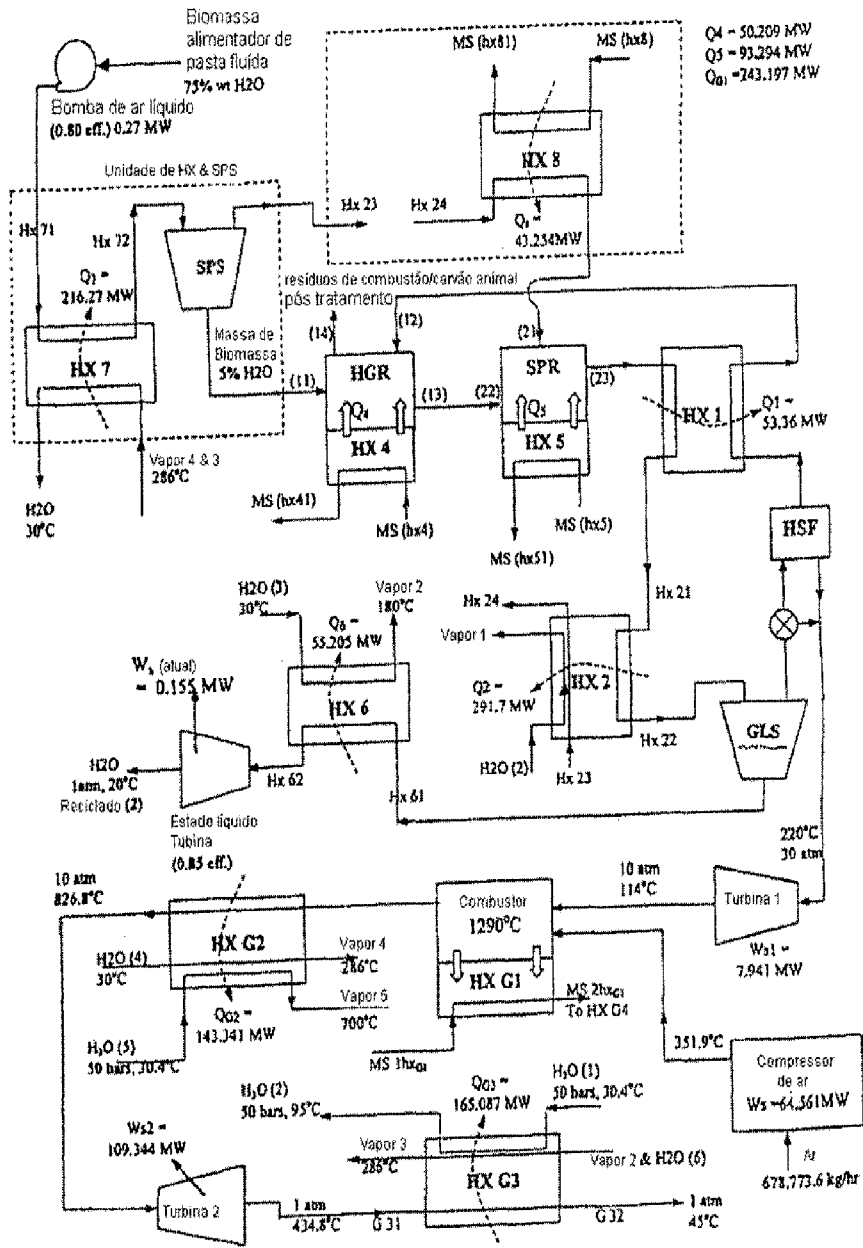 Biomassa
alimentador de
pasta fluída
75% wt H2O
Bomba de ar líquido
(0.80 eff.) 0.27 MW
Q4 = 50.209 MW
Q5 = 93.294 MW
QG1 =243.197 MW
MS (hx81)
MS (hx8)
HX 8
Unidade de HX & SPS
Hx 71
Hx 72
Hx 23
Hx 24
43.254MW
SPS
216.27 MW
HX 7
resíduos de combustão/carvão animal
pós tratamento
Massa de
Biomassa
5% H2O
(14)
(12)
(21)
(11)
HGR
(13)
(22)
SPR
(23)
HX 1
Q1 =
53.36 MW
Q4
Q5
HX 4
HX 5
H2O
30°C
Vapor 4 & 3
286°C
MS (hx41)
MS (hx4)
MS (hx51)
MS (hx5)
HSF
H2O (3)
30°C
Vapor 2
180°C
Hx 24
Hx 21
Q6 =
55.205 MW
Vapor 1
(atual)
= 0.155 MW
HX 6
Q2 =
291.7 MW
HX 2
GLS
Hx 22
H2O
1atm, 20°C
Reciclado (2)
Hx 62
Hx 61
H2O (2)
Hx 23
Estado líquido
Tubina
(0.85 eff.)
220°C
30 atm
10 atm
826.8°C
10 atm
114°C
Combustor
1290°C
Turbina 1
HX G2
H2O (4)
30°C
Vapor 4
286°C
HX G1
Ws1 =
7.941 MW
Vapor 5
700°C
MS 2hxG1
To HX G4
QG2 =
143.341 MW
H2O (5)
50 bars, 30.4°C
MS 1hxG1
351.9°C
Compressor
de ar
Ws =64.561MW
H2O (2)
50 bars, 95°C
QG3 =
165.087 MW
H2O (1)
50 bars, 30.4°C
Ws2 =
109.344 MW
Vapor 3
286°C
Vapor 2 & H2O (6)
Ar
678,773.6 kg/hr
HX G3
Turbina 2
1 atm
434.8°C
G 31
G 32
1 atm
45°C